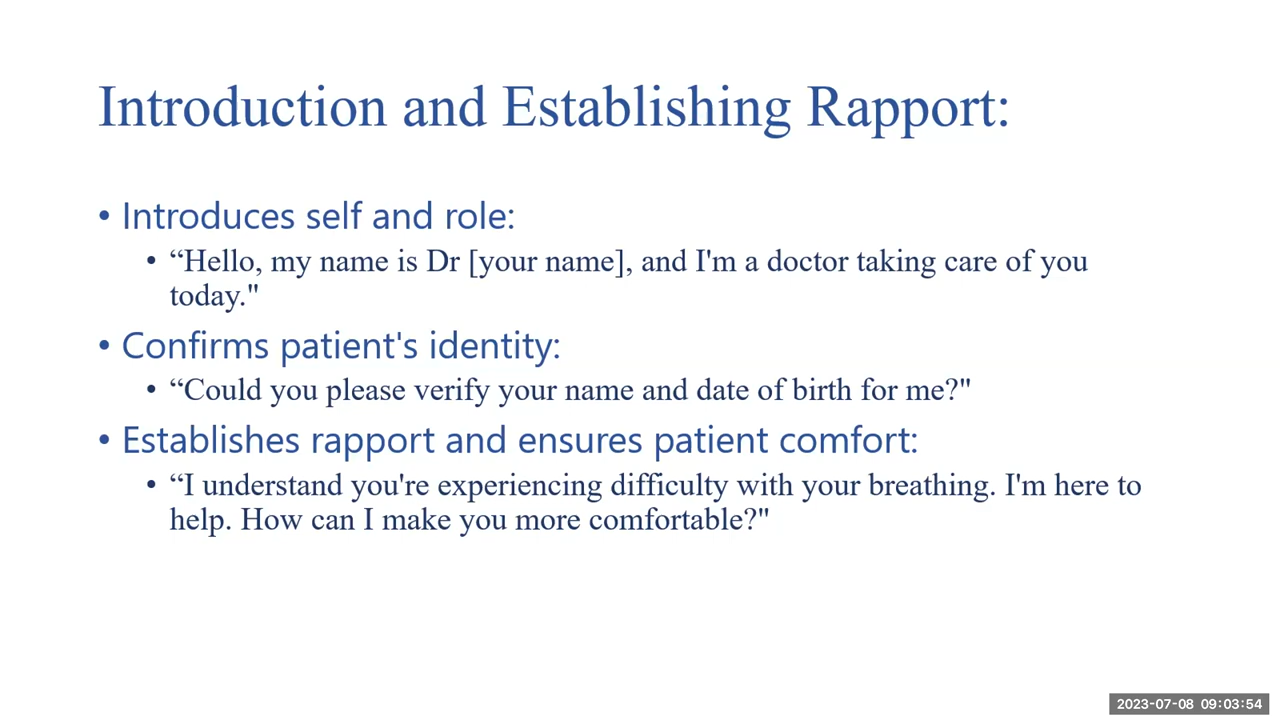 Introduction and Establishing Rapport:
• Introduces self and role:
• “Hello, my name is Dr [your name], and I'm a doctor taking care of you
today."
• Confirms patient's identity:
• “Could you please verify your name and date of birth for me?"
• Establishes rapport and ensures patient comfort:
• “I understand you're experiencing difficulty with your breathing. I'm here to
help. How can I make you more comfortable?"
2023-07-08 09:03:54